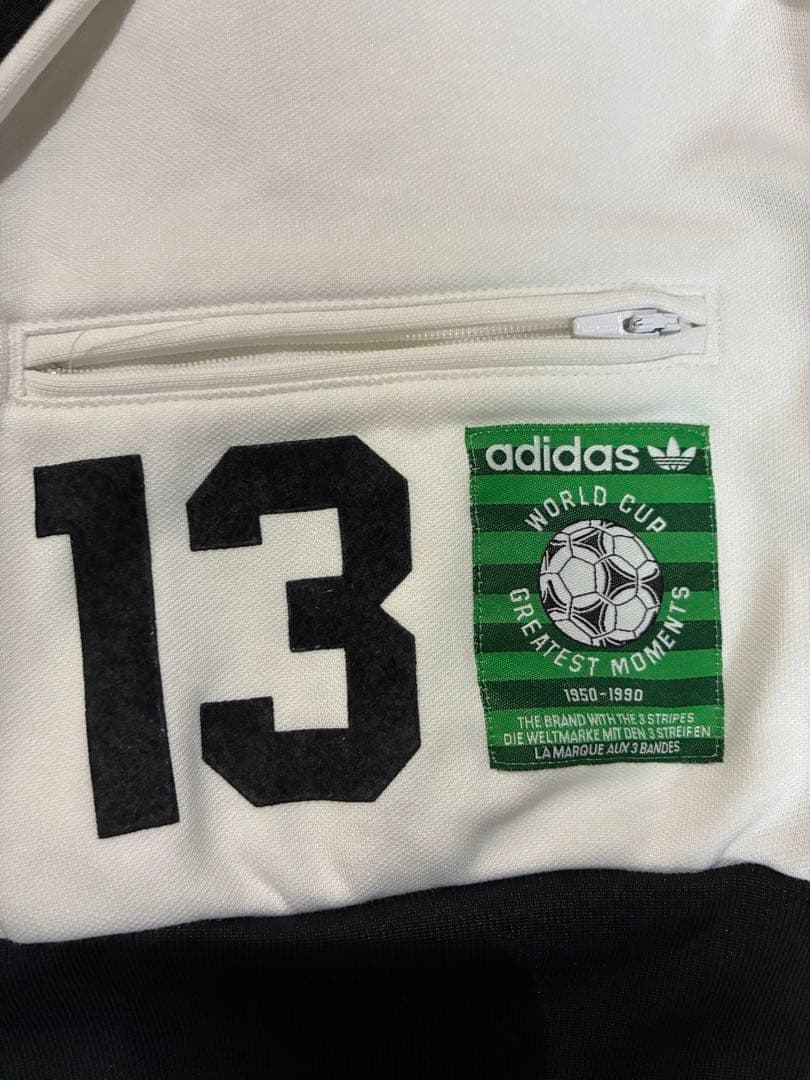 13
adidas
WORLD CUP
GREATEST MOMENTS
1950-1990
THE BRAND WITH THE 3 STRIPES
DIE WELTMARKE MIT DEN 3 STREIFEN
LA MARQUE AUX 3 BANDES